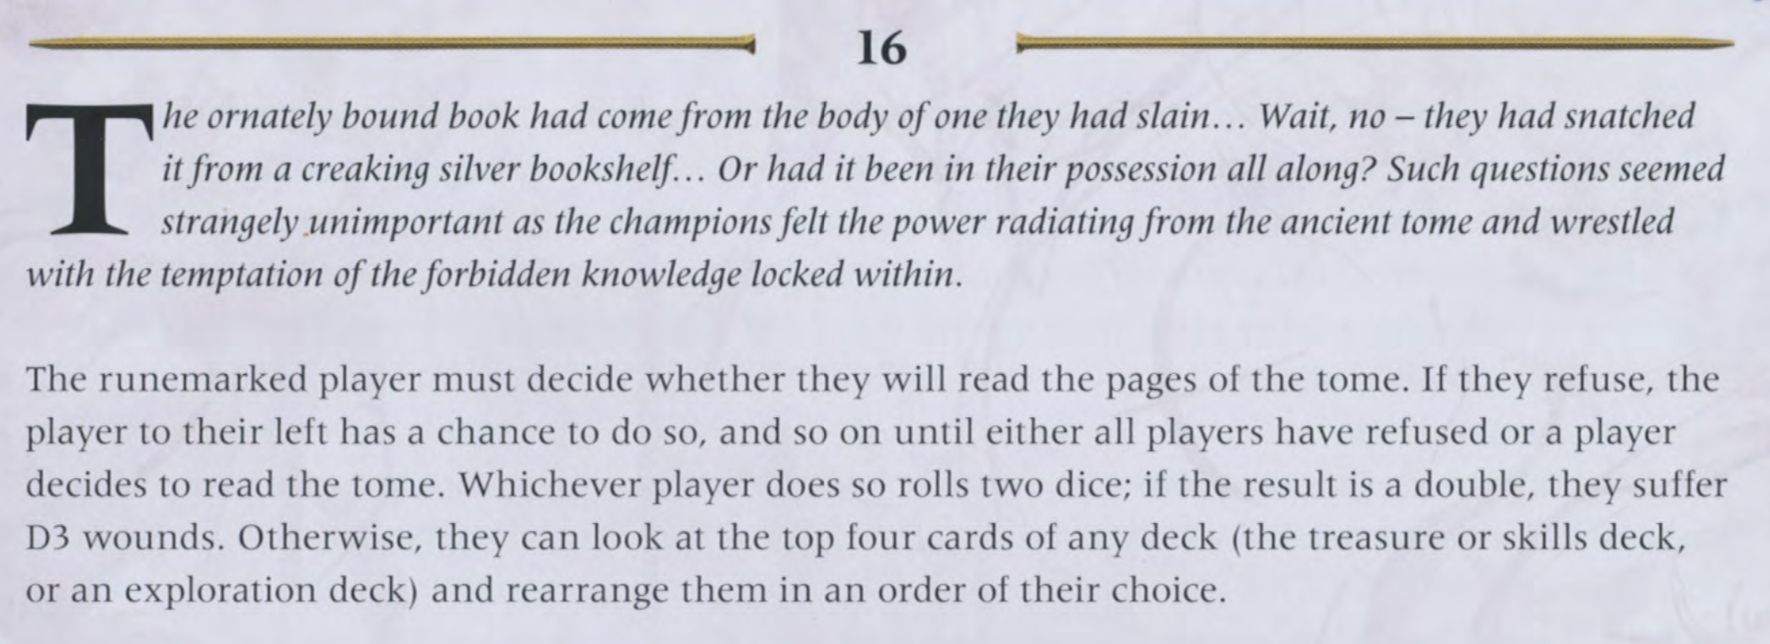 16
The ornately bound book had come from the body of one they had slain… Wait, no – they had snatched
it from a creaking silver bookshelf… Or had it been in their possession all along? Such questions seemed
strangely unimportant as the champions felt the power radiating from the ancient tome and wrestled
with the temptation of the forbidden knowledge locked within.
The runemarked player must decide whether they will read the pages of the tome. If they refuse, the
player to their left has a chance to do so, and so on until either all players have refused or a player
decides to read the tome. Whichever player does so rolls two dice; if the result is a double, they suffer
D3 wounds. Otherwise, they can look at the top four cards of any deck (the treasure or skills deck,
or an exploration deck) and rearrange them in an order of their choice.